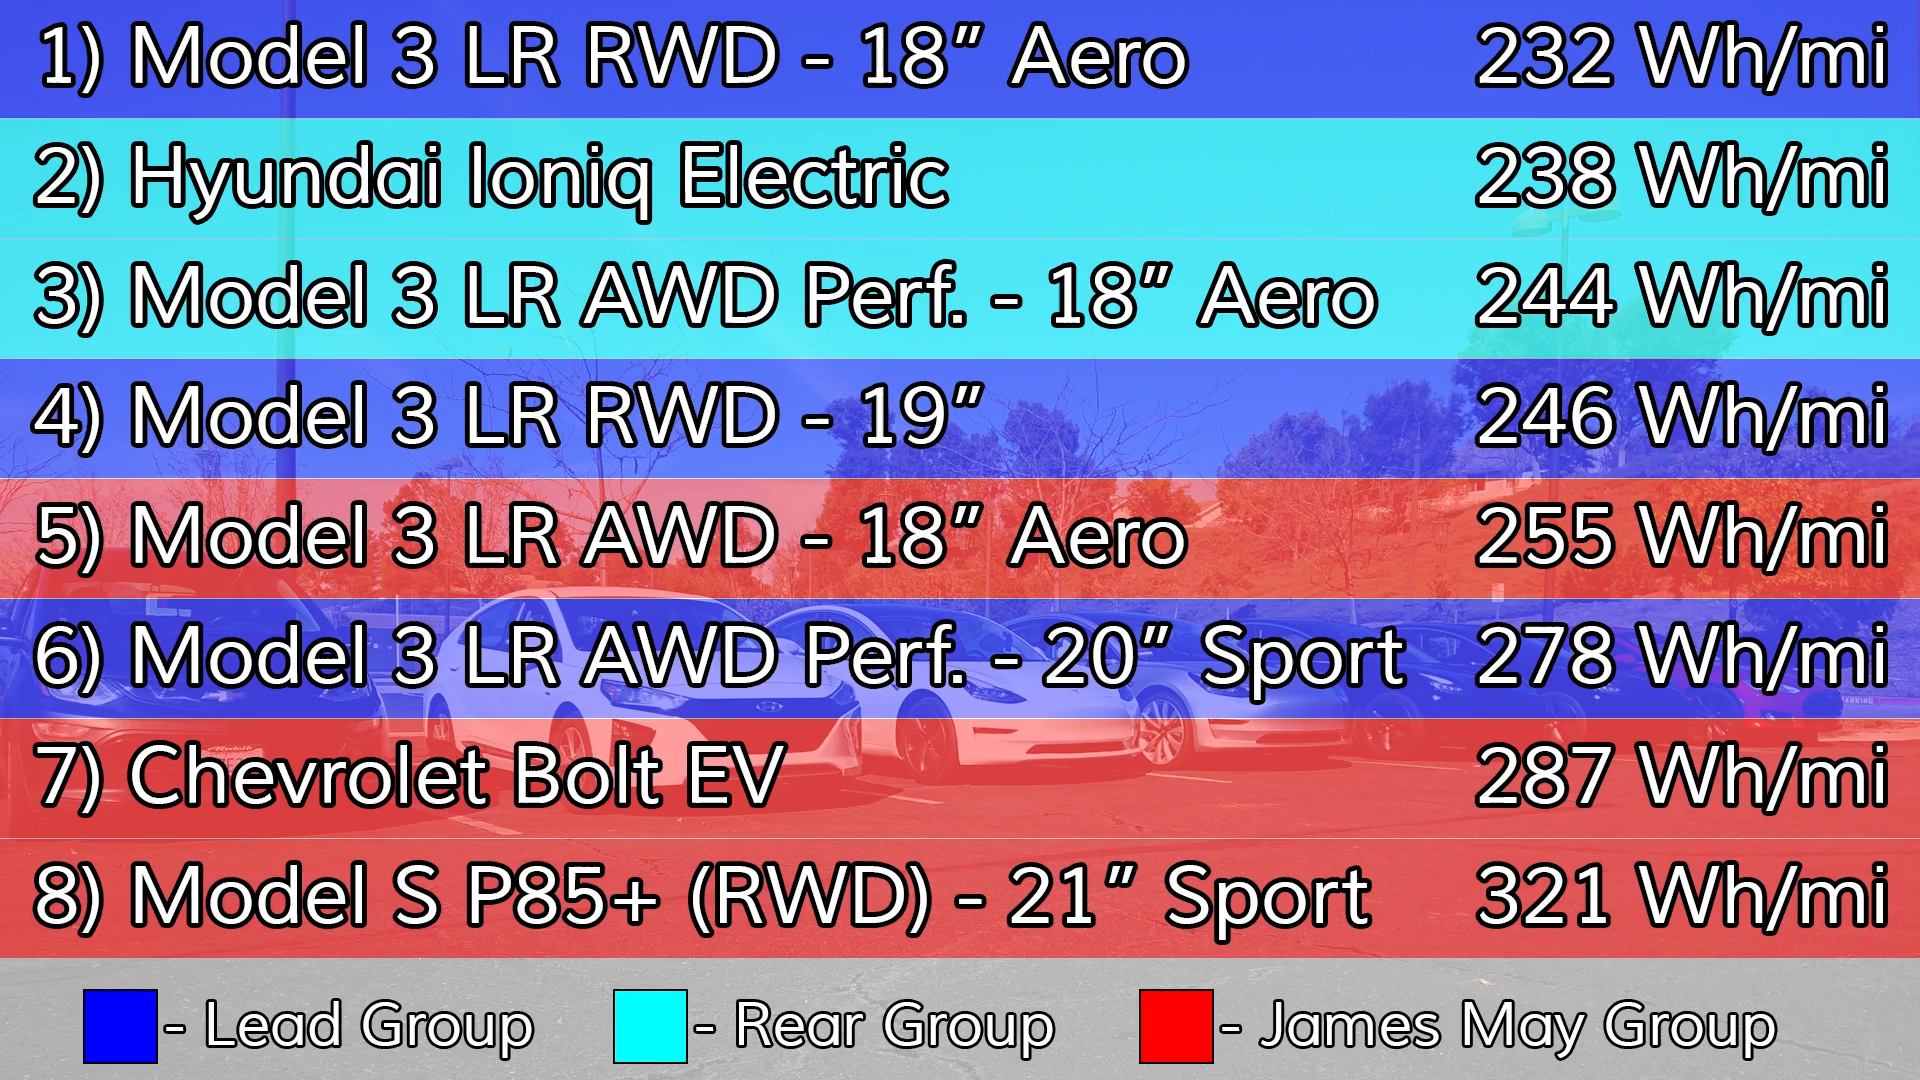 1) Model 3 LR RWD - 18” Aero 232 Wh/mi
2) Hyundai Ioniq Electric 238 Wh/mi
3) Model 3 LR AWD Perf. - 18” Aero 244 Wh/mi
4) Model 3 LR RWD - 19” 246 Wh/mi
5) Model 3 LR AWD - 18” Aero 255 Wh/mi
6) Model 3 LR AWD Perf. - 20” Sport 278 Wh/mi
7) Chevrolet Bolt EV 287 Wh/mi
8) Model S P85+ (RWD) - 21” Sport 321 Wh/mi
- Lead Group - Rear Group - James May Group